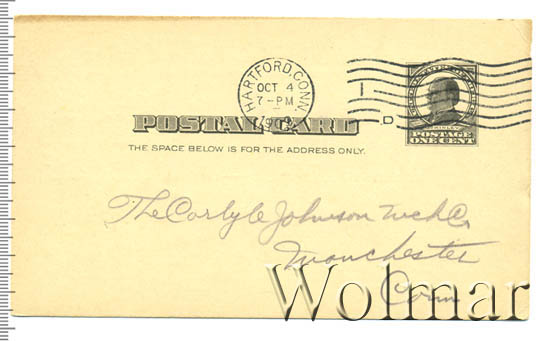 HARTFORD, CONN.
OCT 4
7-PM
1 D
POSTAL CARD
THE SPACE BELOW IS FOR THE ADDRESS ONLY.
POSTAGE
ONE CENT
The Carlyle Johnson Mch Co
Manchester
Conn
Wolmar